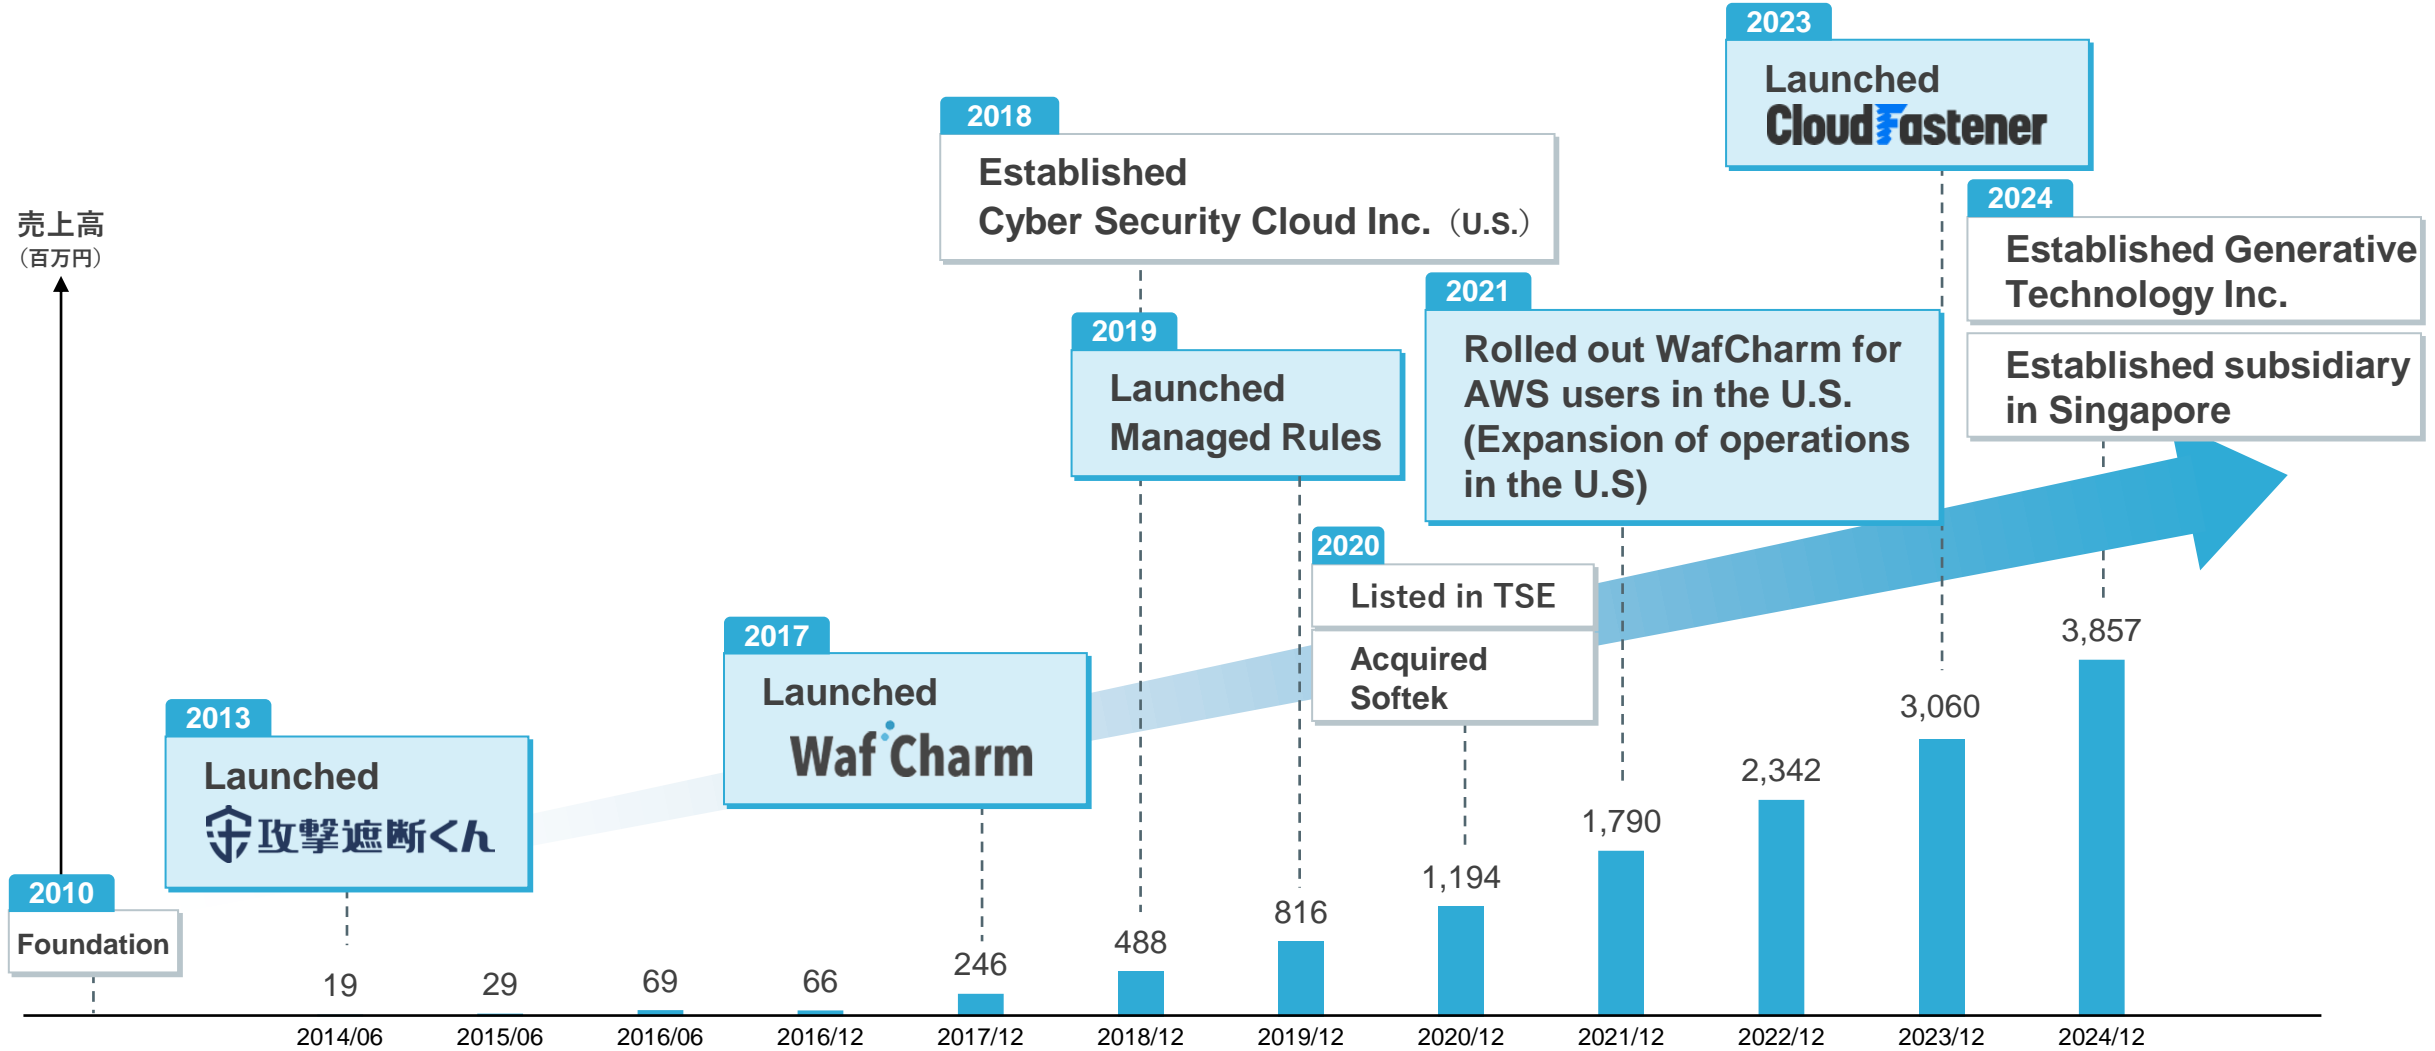 売上高
（百万円）
2010
Foundation
2013
Launched
攻撃遮断くん
2017
Launched
WafCharm
2018
Established
Cyber Security Cloud Inc.（U.S.）
2019
Launched
Managed Rules
2020
Listed in TSE
Acquired
Softek
2021
Rolled out WafCharm for
AWS users in the U.S.
(Expansion of operations
in the U.S)
2023
Launched
CloudFastener
2024
Established Generative
Technology Inc.
Established subsidiary
in Singapore
19
29
69
66
246
488
816
1,194
1,790
2,342
3,060
3,857
2014/06
2015/06
2016/06
2016/12
2017/12
2018/12
2019/12
2020/12
2021/12
2022/12
2023/12
2024/12